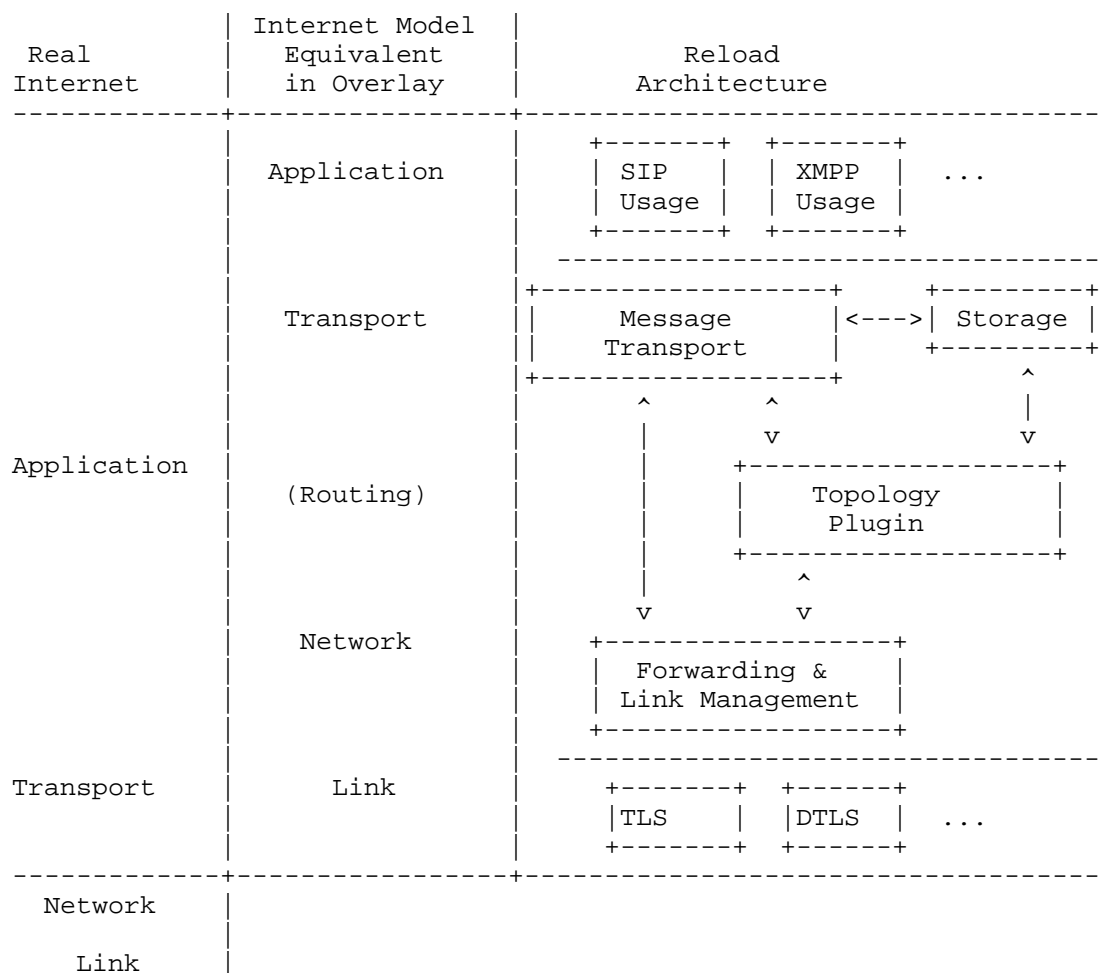 Internet Model
Real Equivalent Reload
Internet in Overlay Architecture
SIP XMPP
Application ...
Usage Usage
Transport Message <---> Storage
Transport
Application
(Routing) Topology
Plugin
Network
Forwarding &
Link Management
Transport Link
TLS DTLS ...
Network
Link